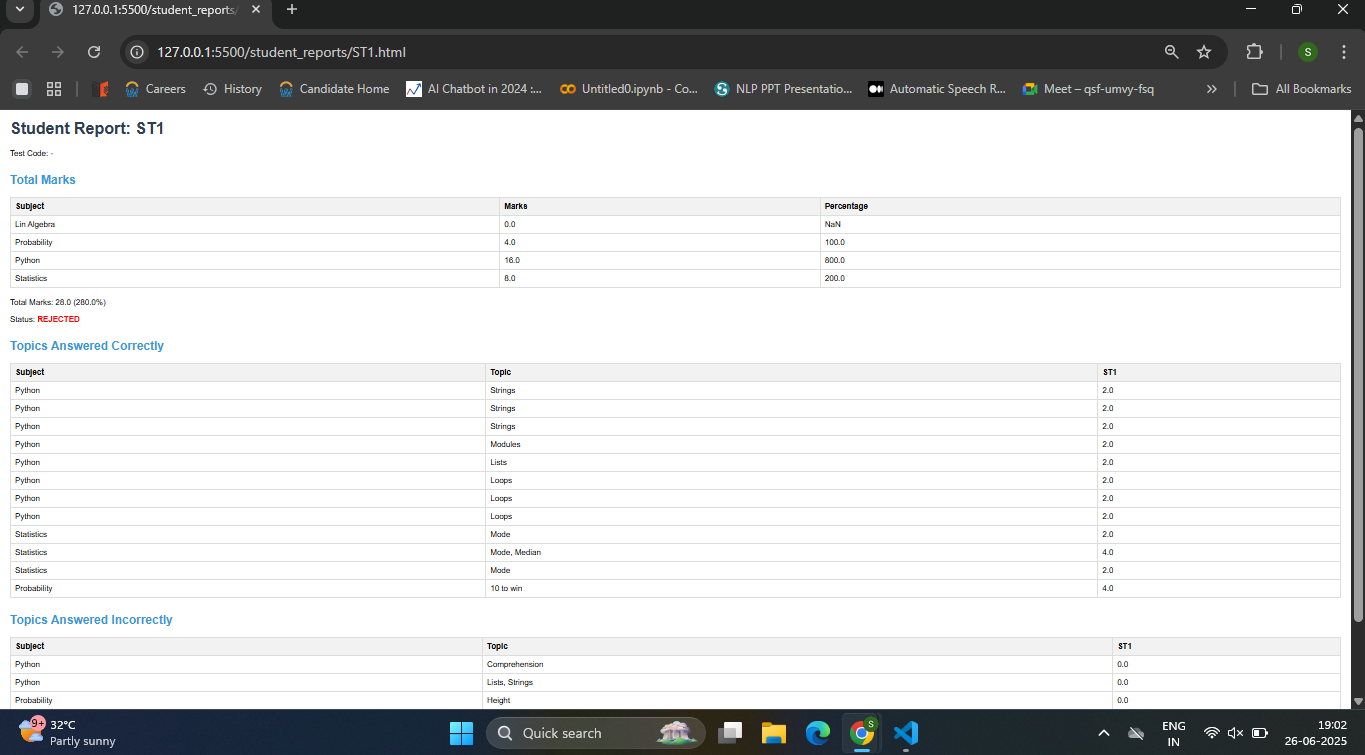 127.0.0.1:5500/student_reports/
127.0.0.1:5500/student_reports/ST1.html
S
Careers History Candidate Home AI Chatbot in 2024 :... Untitled0.ipynb - Co... NLP PPT Presentatio... Automatic Speech R... Meet – qsf-umvy-fsq All Bookmarks
Student Report: ST1
Test Code: -
Total Marks
Subject Marks Percentage
Lin Algebra 0.0 NaN
Probability 4.0 100.0
Python 16.0 800.0
Statistics 8.0 200.0
Total Marks: 28.0 (280.0%)
Status: REJECTED
Topics Answered Correctly
Subject Topic ST1
Python Strings 2.0
Python Strings 2.0
Python Strings 2.0
Python Modules 2.0
Python Lists 2.0
Python Loops 2.0
Python Loops 2.0
Python Loops 2.0
Statistics Mode 2.0
Statistics Mode, Median 4.0
Statistics Mode 2.0
Probability 10 to win 4.0
Topics Answered Incorrectly
Subject Topic ST1
Python Comprehension 0.0
Python Lists, Strings 0.0
Probability Height 0.0
9+ 32°C
Partly sunny
Quick search
S
ENG
IN
19:02
26-06-2025